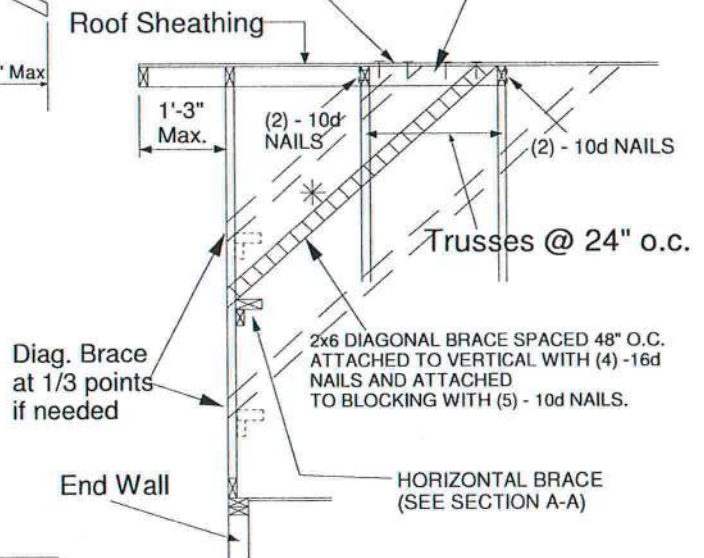 Roof Sheathing
' Max
1'-3"
Max.
(2) - 10d
NAILS
(2) - 10d NAILS
Trusses @ 24" o.c.
2x6 DIAGONAL BRACE SPACED 48" O.C.
ATTACHED TO VERTICAL WITH (4) -16d
NAILS AND ATTACHED
TO BLOCKING WITH (5) - 10d NAILS.
Diag. Brace
at 1/3 points
if needed
HORIZONTAL BRACE
(SEE SECTION A-A)
End Wall